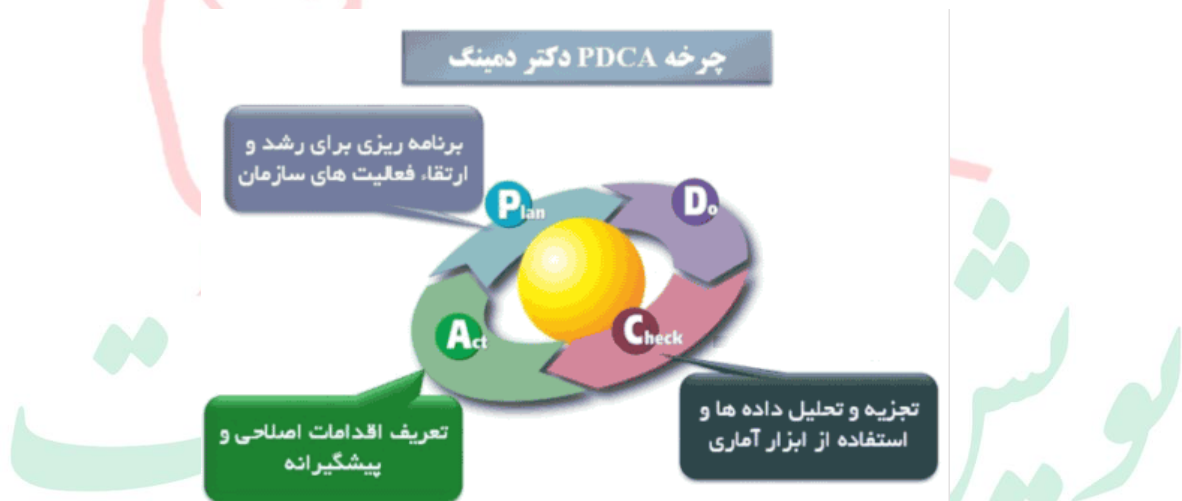 چرخه PDCA دکتر دمینگ
برنامه ریزی برای رشد و
ارتقاء فعالیت های سازمان
Plan
Do
Act
Check
تجزیه و تحلیل داده ها و
استفاده از ابزار آماری
تعریف اقدامات اصلاحی و
پیشگیرانه